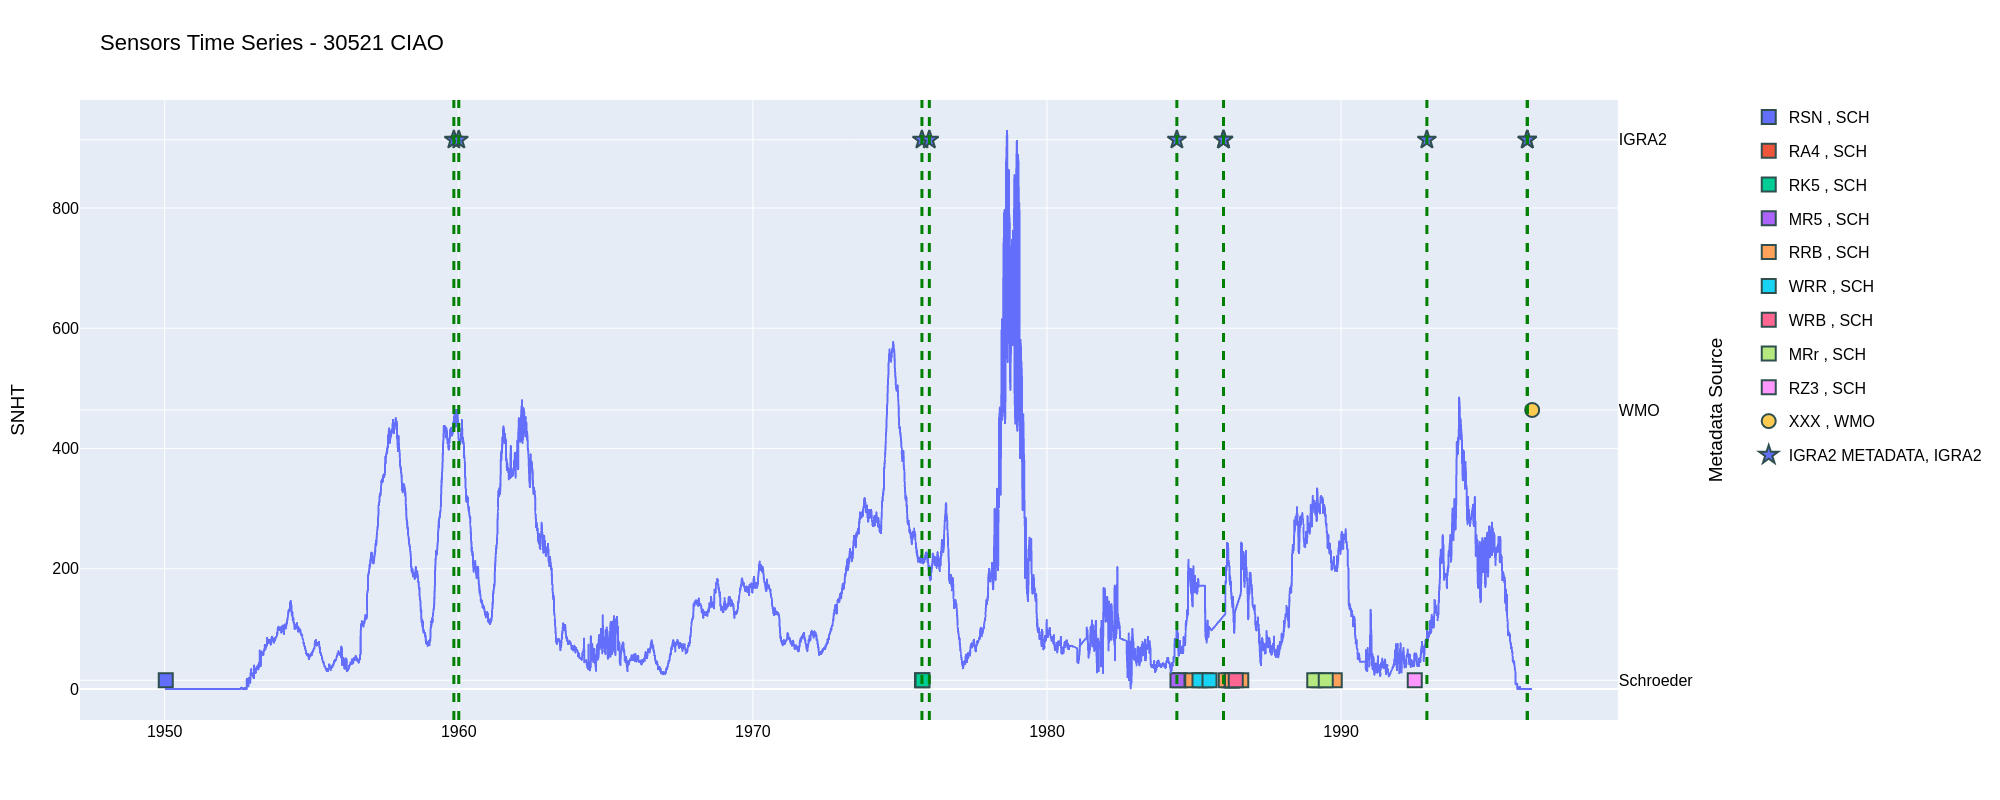 Sensors Time Series - 30521 CIAO
SNHT
800
600
400
200
0
1950
1960
1970
1980
1990
IGRA2
WMO
Schroeder
Metadata Source
RSN , SCH
RA4 , SCH
RK5 , SCH
MR5 , SCH
RRB , SCH
WRR , SCH
WRB , SCH
MRr , SCH
RZ3 , SCH
XXX , WMO
IGRA2 METADATA, IGRA2